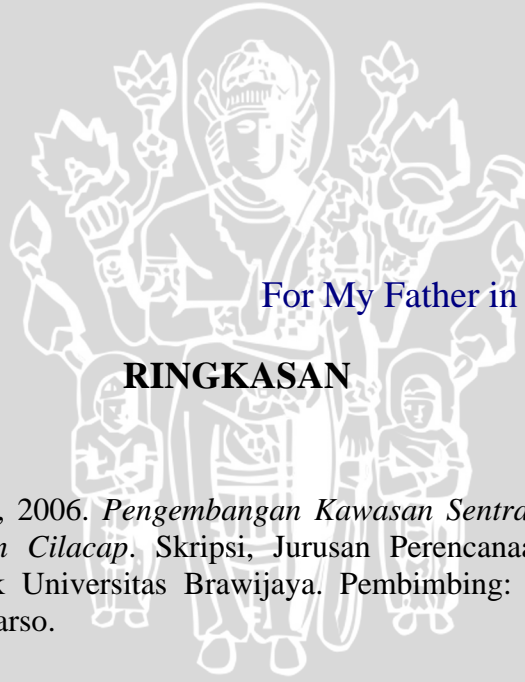 For My Father in
RINGKASAN
, 2006. Pengembangan Kawasan Sentra
Cilacap. Skripsi, Jurusan Perencanaa
Universitas Brawijaya. Pembimbing:
arso.